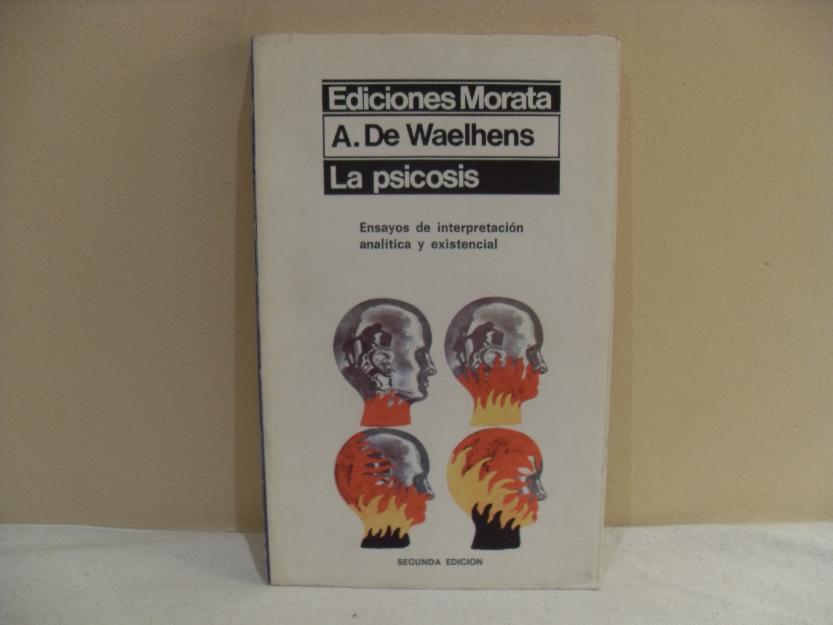 Ediciones Morata
A. De Waelhens
La psicosis
Ensayos de interpretación
analítica y existencial
SEGUNDA EDICION